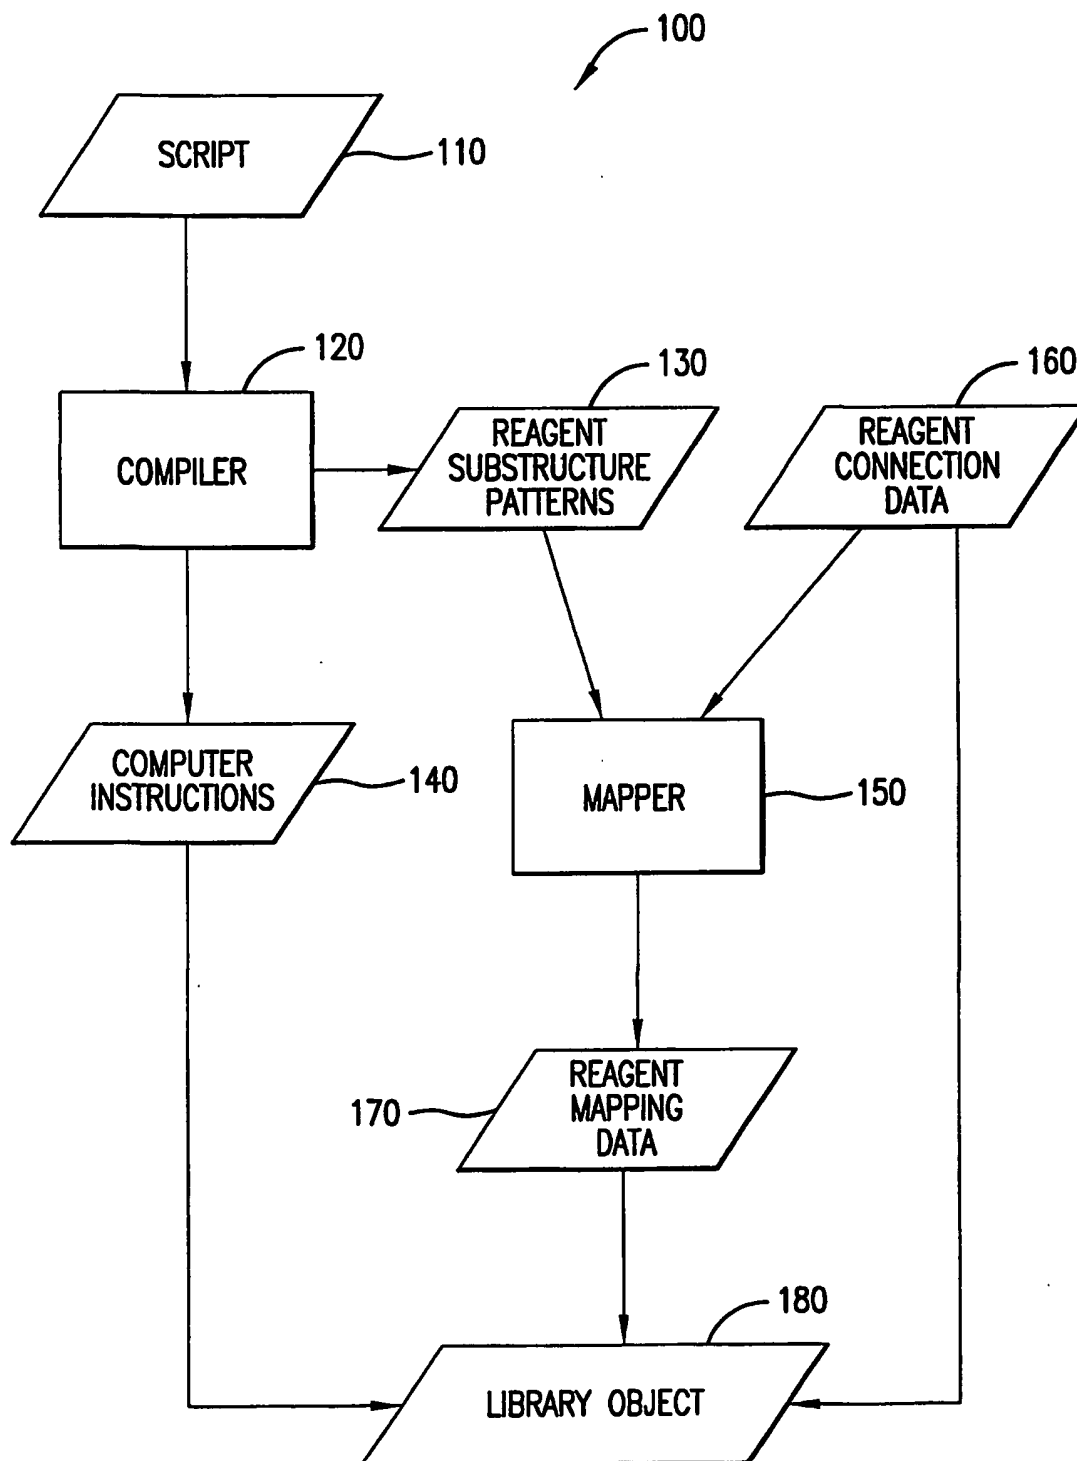 100
SCRIPT
110
120
COMPILER
130
REAGENT
SUBSTRUCTURE
PATTERNS
160
REAGENT
CONNECTION
DATA
COMPUTER
INSTRUCTIONS
140
MAPPER
150
170
REAGENT
MAPPING
DATA
180
LIBRARY OBJECT